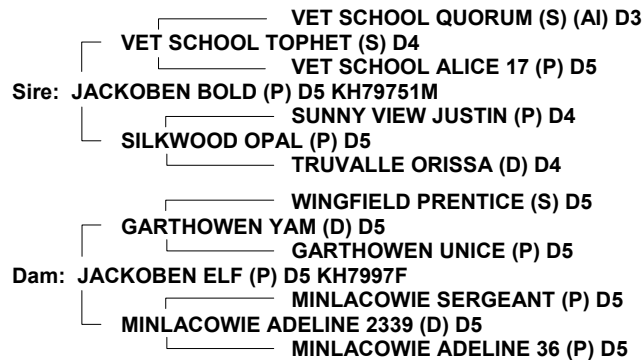 VET SCHOOL QUORUM (S) (AI) D3
VET SCHOOL TOPHET (S) D4
VET SCHOOL ALICE 17 (P) D5
Sire: JACKOBEN BOLD (P) D5 KH79751M
SUNNY VIEW JUSTIN (P) D4
SILKWOOD OPAL (P) D5
TRUVALLE ORISSA (D) D4
WINGFIELD PRENTICE (S) D5
GARTHOWEN YAM (D) D5
GARTHOWEN UNICE (P) D5
Dam: JACKOBEN ELF (P) D5 KH7997F
MINLACOWIE SERGEANT (P) D5
MINLACOWIE ADELINE 2339 (D) D5
MINLACOWIE ADELINE 36 (P) D5